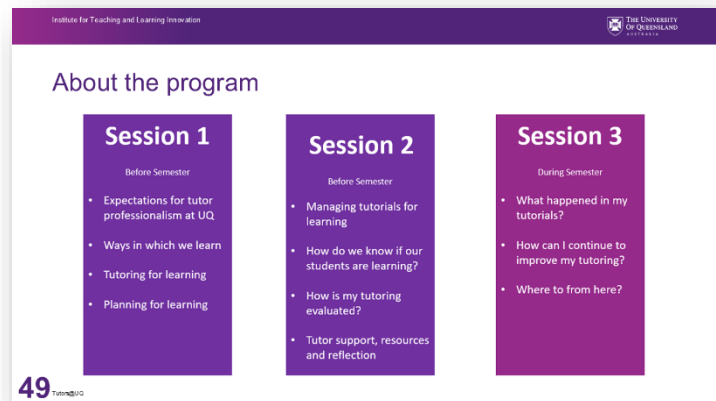 Institute for Teaching and Learning Innovation
THE UNIVERSITY
OF QUEENSLAND
AUSTRALIA
About the program
Session 1
Before Semester
• Expectations for tutor
professionalism at UQ
• Ways in which we learn
• Tutoring for learning
• Planning for learning
Session 2
Before Semester
• Managing tutorials for
learning
• How do we know if our
students are learning?
• How is my tutoring
evaluated?
• Tutor support, resources
and reflection
Session 3
During Semester
• What happened in my
tutorials?
• How can I continue to
improve my tutoring?
• Where to from here?
49 Tutors@UQ